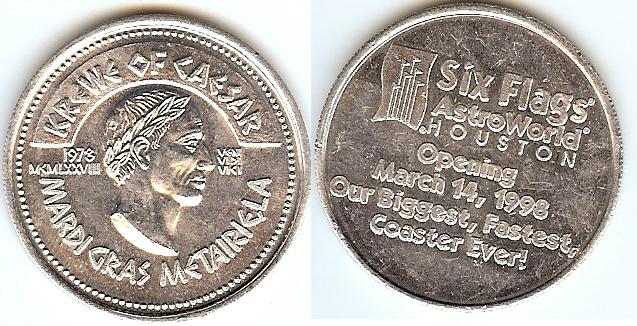 KREWE OF CAESAR
1978
MCMLXXVIII
VENI
VIDI
VICI
MARDI GRAS METAIRIE LA
Six Flags®
AstroWorld®
HOUSTON
Opening
March 14, 1998
Our Biggest, Fastest,
Coaster Ever!